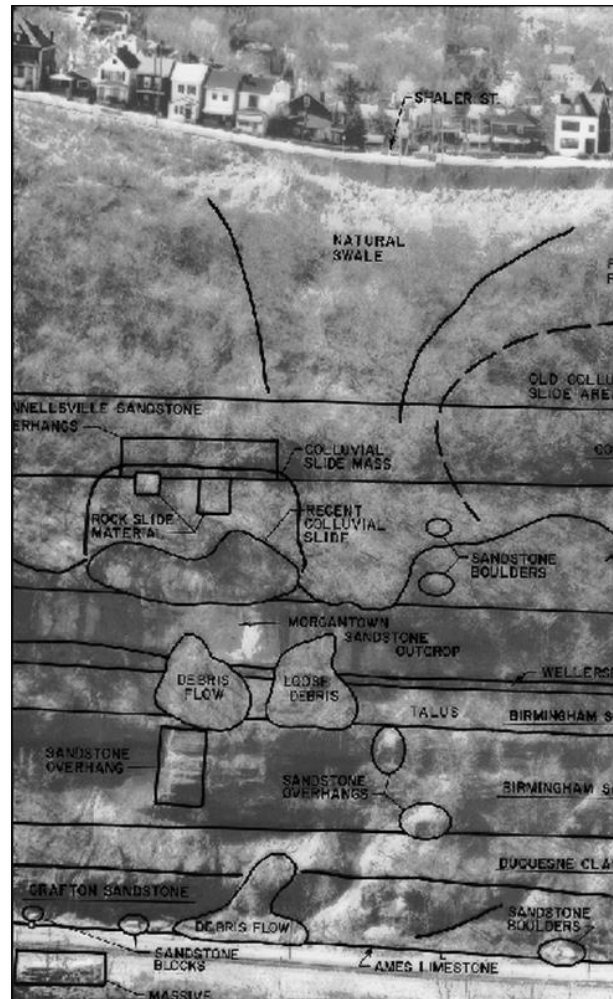 SHALER ST.
NATURAL
SWALE
OLD COLLU
SLIDE ARE
NNELLSVILLE SANDSTONE
ERHANGS
CO
COLLUVIAL
SLIDE MASS
ROCK SLIDE
MATERIAL
RECENT
COLLUVIAL
SLIDE
SANDSTONE
BOULDERS
MORGANTOWN
SANDSTONE
OUTCROP
WELLERS
DEBRIS
FLOW
LOOSE
DEBRIS
TALUS
BIRMINGHAM S
SANDSTONE
OVERHANG
SANDSTONE
OVERHANGS
BIRMINGHAM S
DUQUESNE CLA
GRAFTON SANDSTONE
DEBRIS FLOW
SANDSTONE
BOULDERS
SANDSTONE
BLOCKS
AMES LIMESTONE
MASSIVE